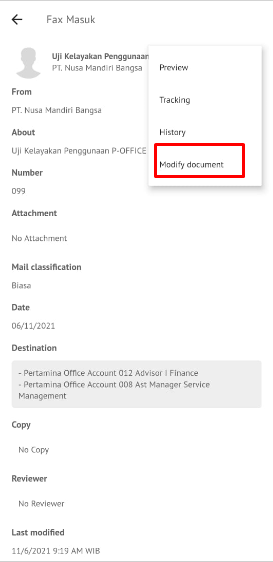 Fax Masuk
Uji Kelayakan Penggunaan
PT. Nusa Mandiri Bangsa
Preview
Tracking
History
Modify document
From
PT. Nusa Mandiri Bangsa
About
Uji Kelayakan Penggunaan P-OFFICE
Number
099
Attachment
No Attachment
Mail classification
Biasa
Date
06/11/2021
Destination
- Pertamina Office Account 012 Advisor I Finance
- Pertamina Office Account 008 Ast Manager Service
Management
Copy
No Copy
Reviewer
No Reviewer
Last modified
11/6/2021 9:19 AM WIB